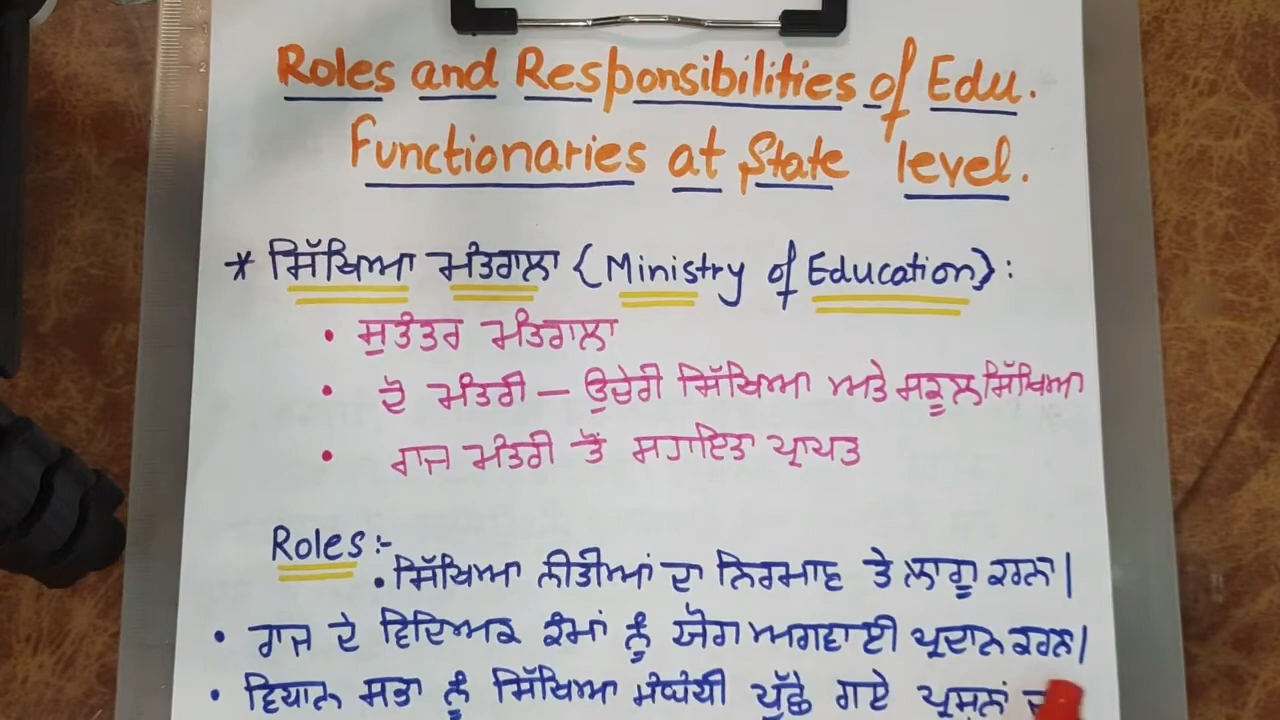 Roles and Responsibilities of Edu.
Functionaries at State level.
* ਸਿੱਖਿਆ ਮੰਤਰਾਲਾ {Ministry of Education}:
• ਸੁਤੰਤਰ ਮੰਤਰਾਲਾ
• ਦੋ ਮੰਤਰੀ – ਉਚੇਰੀ ਸਿੱਖਿਆ ਅਤੇ ਸਕੂਲ ਸਿੱਖਿਆ
• ਰਾਜ ਮੰਤਰੀ ਤੋਂ ਸਹਾਇਤਾ ਪ੍ਰਾਪਤ
Roles:-
• ਸਿੱਖਿਆ ਨੀਤੀਆਂ ਦਾ ਨਿਰਮਾਣ ਤੇ ਲਾਗੂ ਕਰਨਾ।
• ਰਾਜ ਦੇ ਵਿਦਿਅਕ ਕੰਮਾਂ ਨੂੰ ਯੋਗ ਅਗਵਾਈ ਪ੍ਰਦਾਨ ਕਰਨਾ।
• ਵਿਧਾਨ ਸਭਾ ਨੂੰ ਸਿੱਖਿਆ ਸੰਬੰਧੀ ਪੁੱਛੇ ਗਏ ਪ੍ਰਸ਼ਨਾਂ